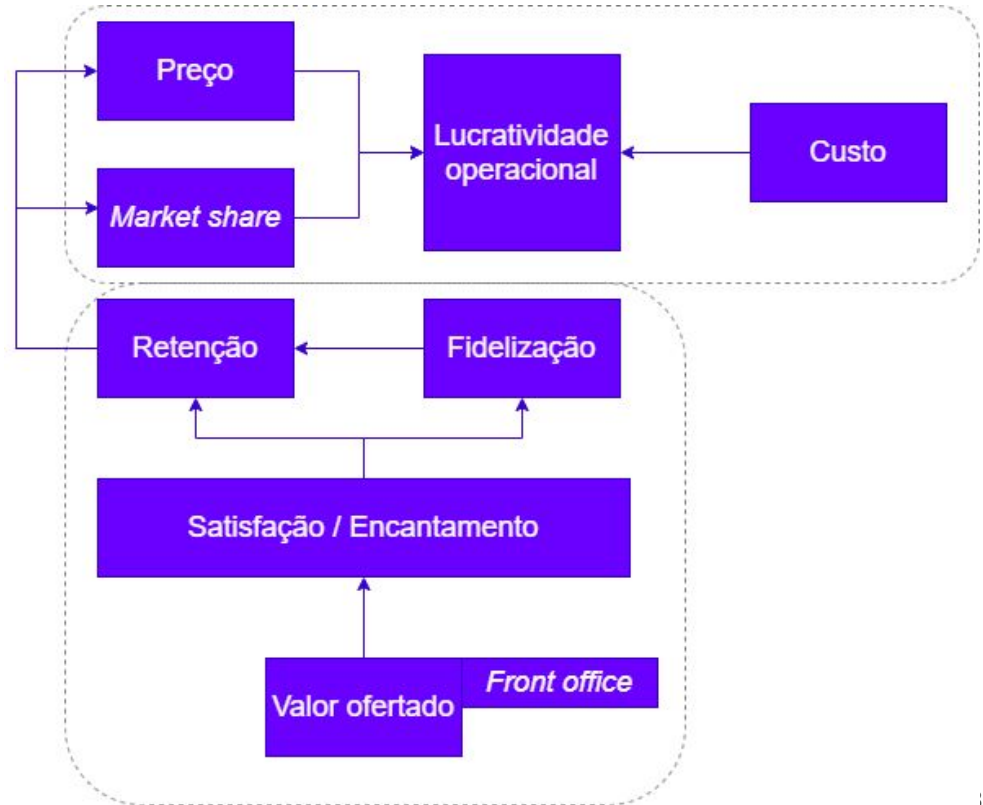 Preço
Lucratividade
operacional
Custo
Market share
Retenção
Fidelização
Satisfação / Encantamento
Front office
Valor ofertado